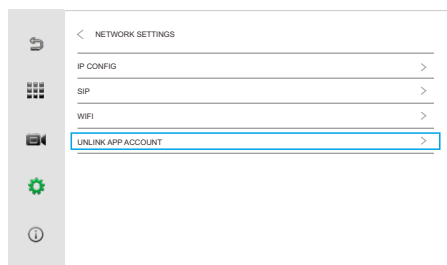 NETWORK SETTINGS
IP CONFIG
SIP
WIFI
UNLINK APP ACCOUNT